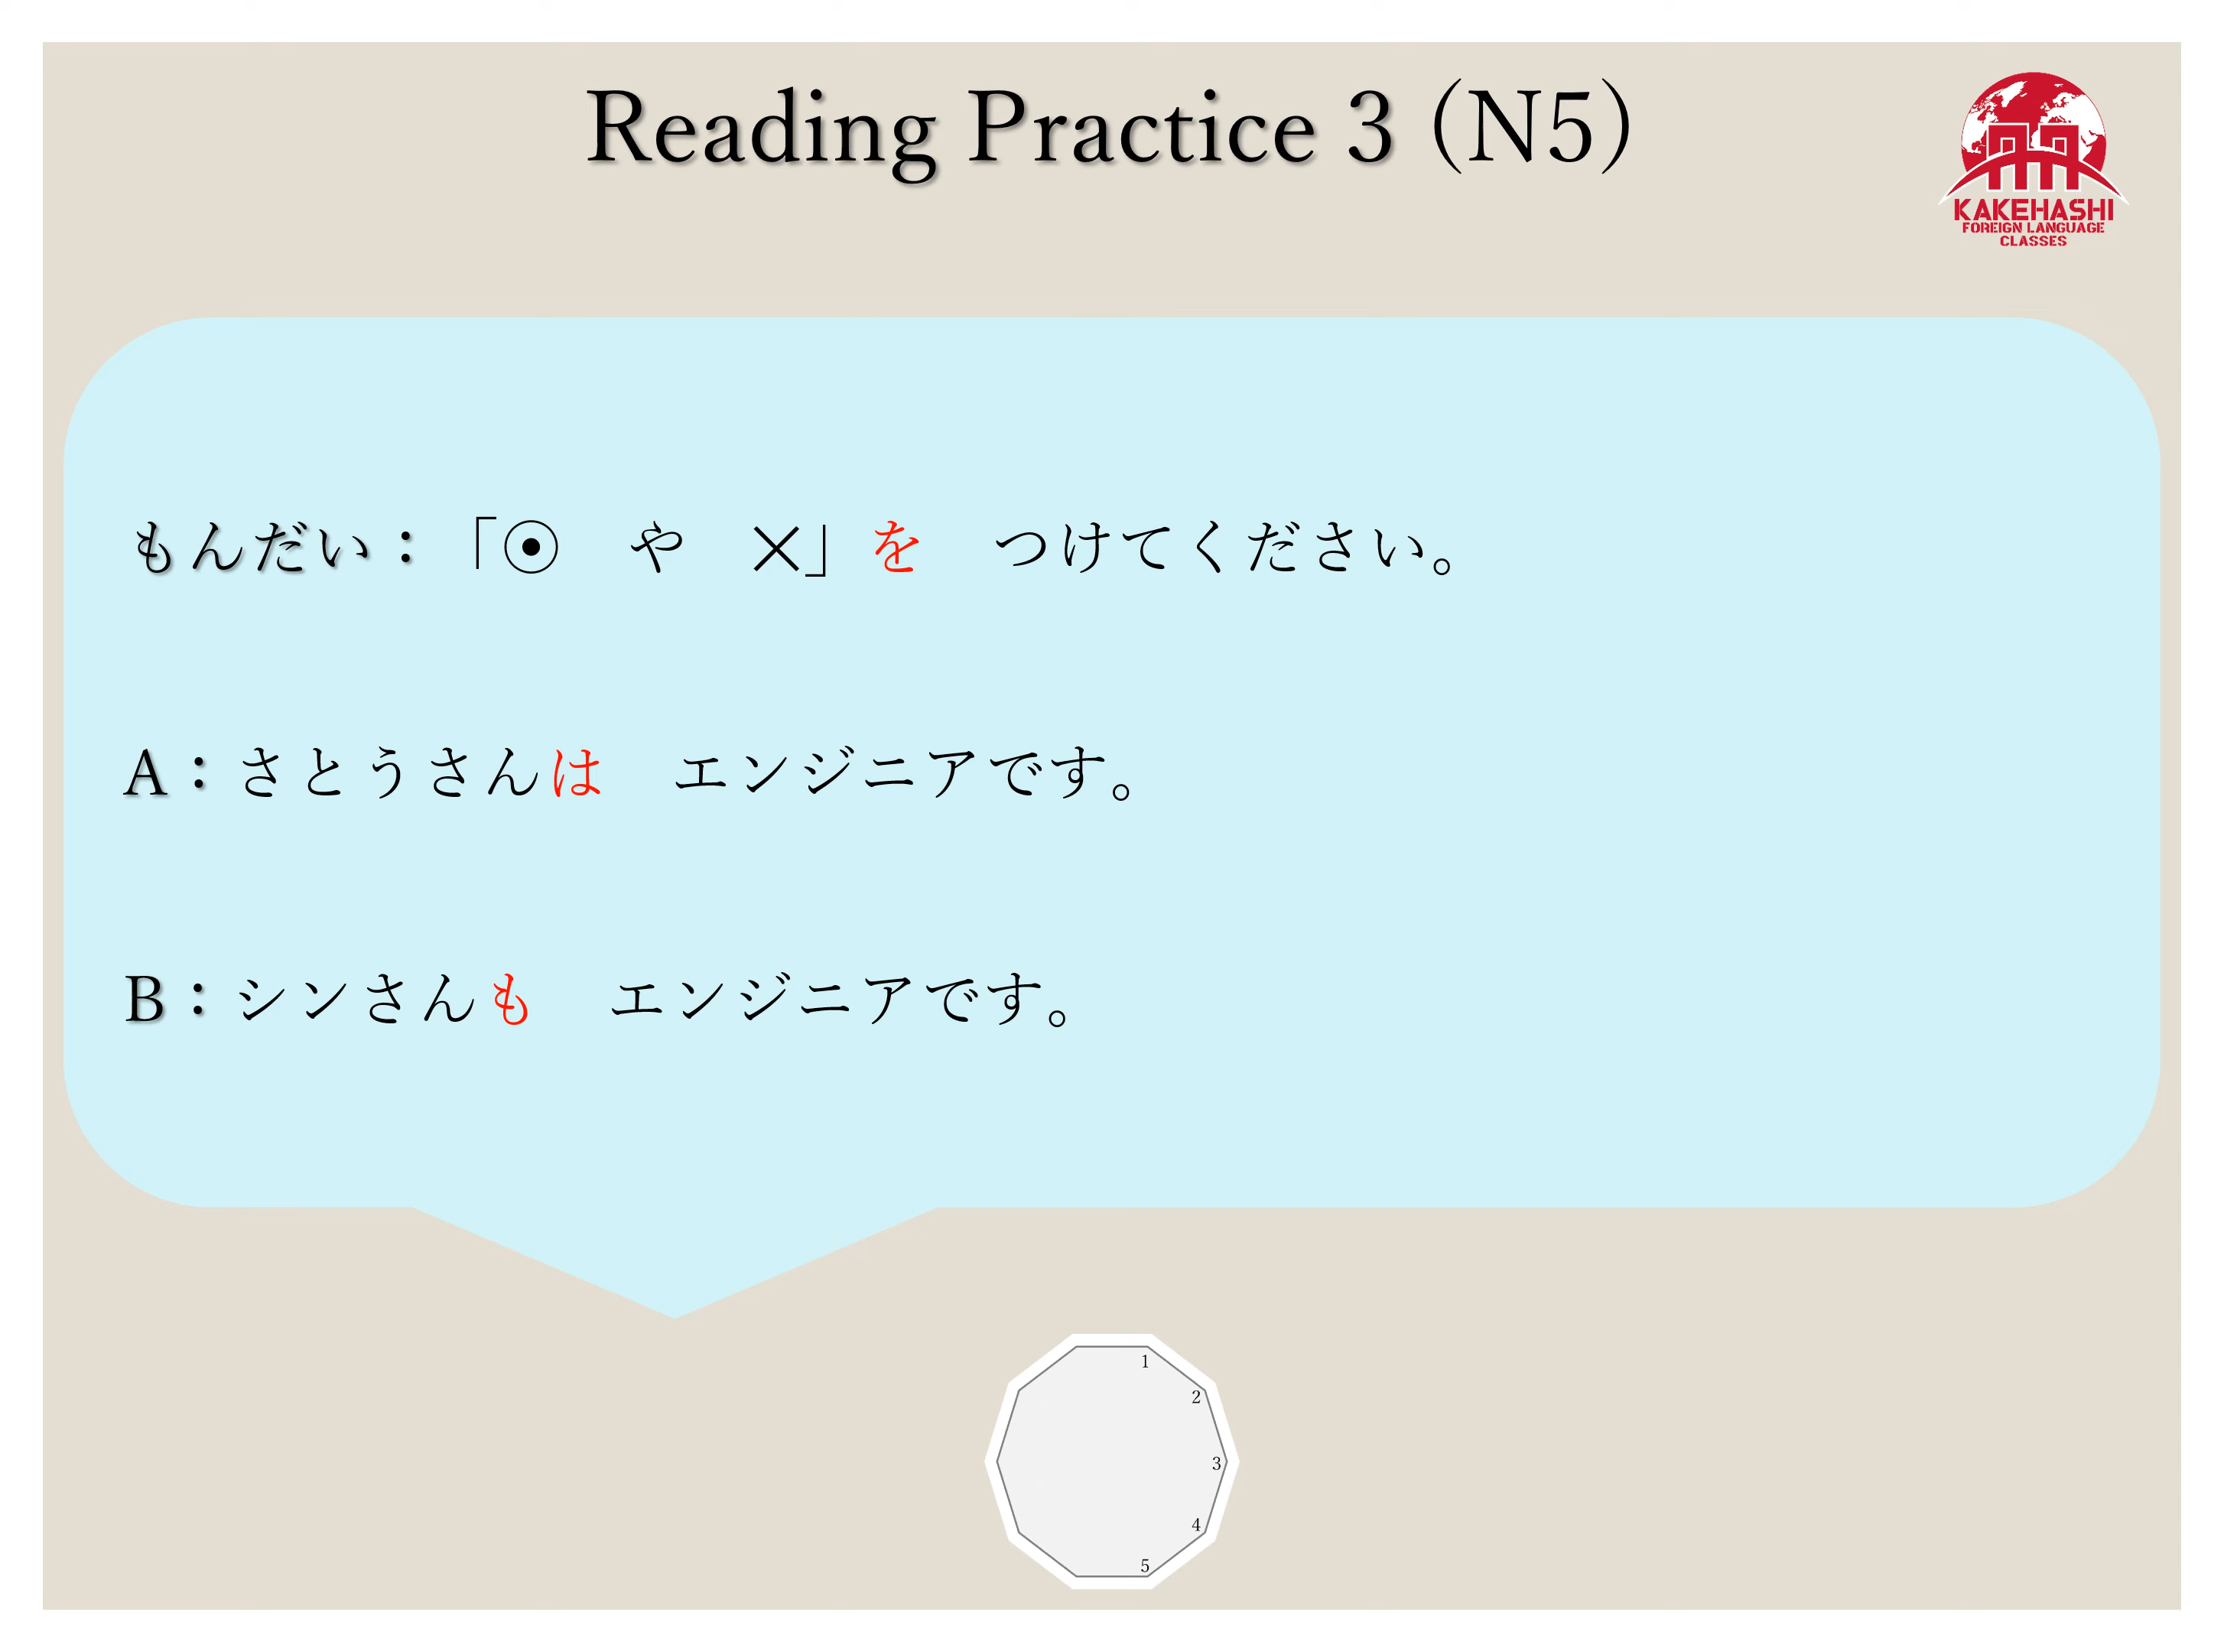 Reading Practice 3 (N5)
KAKEHASHI
FOREIGN LANGUAGE
CLASSES
もんだい：「⦿　や　×」を　つけてください。
A：さとうさんは　エンジニアです。
B：シンさんも　エンジニアです。
1
2
3
4
5